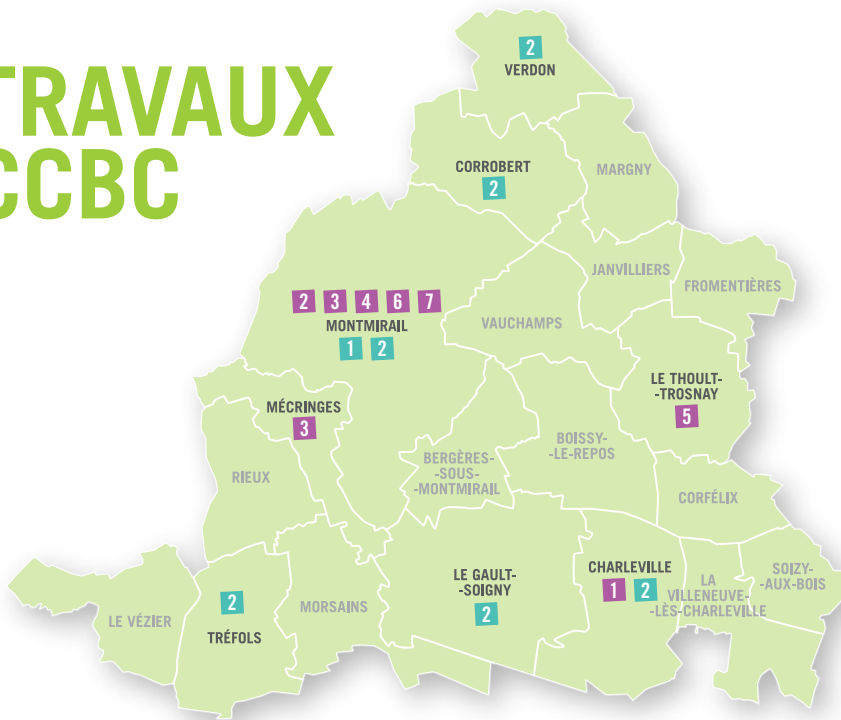 TRAVAUX
CCBC
2
VERDON
CORROBERT
2
MARGNY
JANVILLIERS
FROMENTIÈRES
2 3 4 6 7
MONTMIRAIL
1 2
VAUCHAMPS
LE THOULT-
-TROSNAY
5
MÉCRINGES
3
RIEUX
BERGÈRES-
-SOUS-
-MONTMIRAIL
BOISSY-
-LE-REPOS
CORFÉLIX
LE VÉZIER
2
TRÉFOLS
MORSAINS
LE GAULT-
-SOIGNY
2
CHARLEVILLE
1 2
LA
VILLENEUVE-
-LÈS-CHARLEVILLE
SOIZY-
-AUX-BOIS